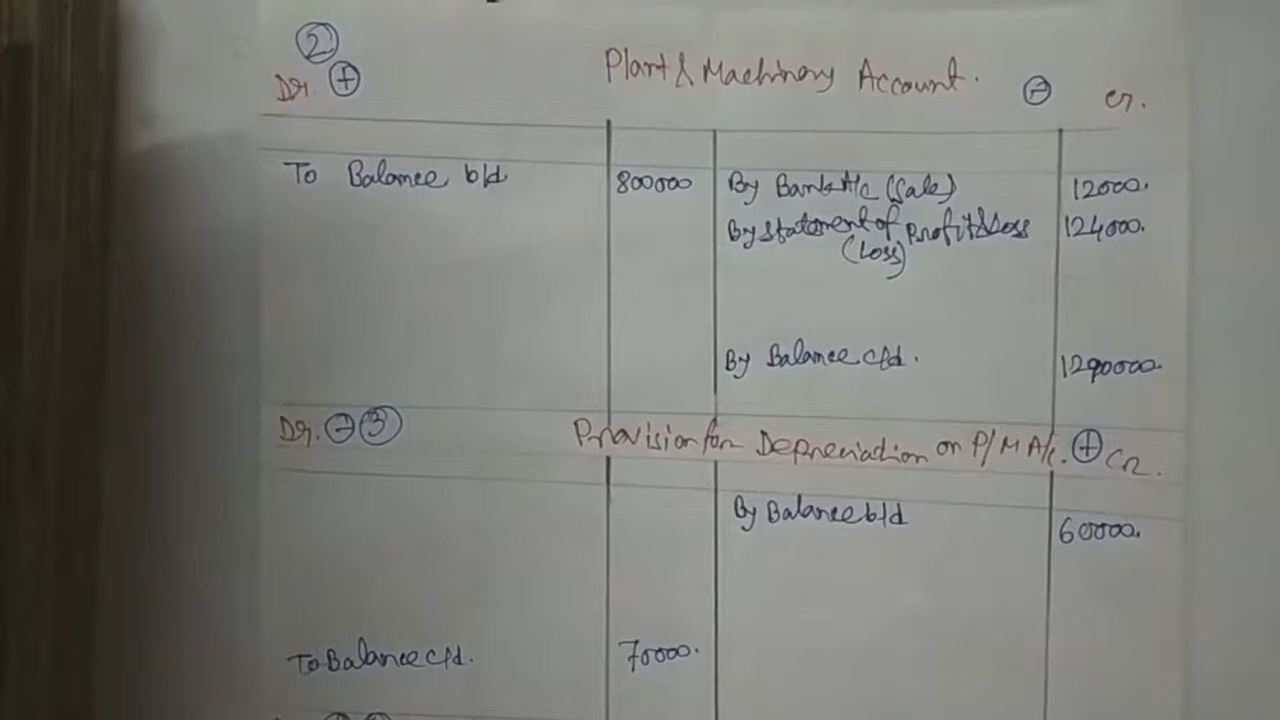 2
Plant & Machinery Account.
Dr. + - Cr.
To Balance b/d 800000 By Bank A/c (Sale) 12000.
By Statement of Profit & Loss 124000.
(Loss)
By Balance c/d. 1290000.
Dr. - 3 Provision for Depreciation on P/M A/c. + Cr.
By Balance b/d 60000.
To Balance c/d. 70000.